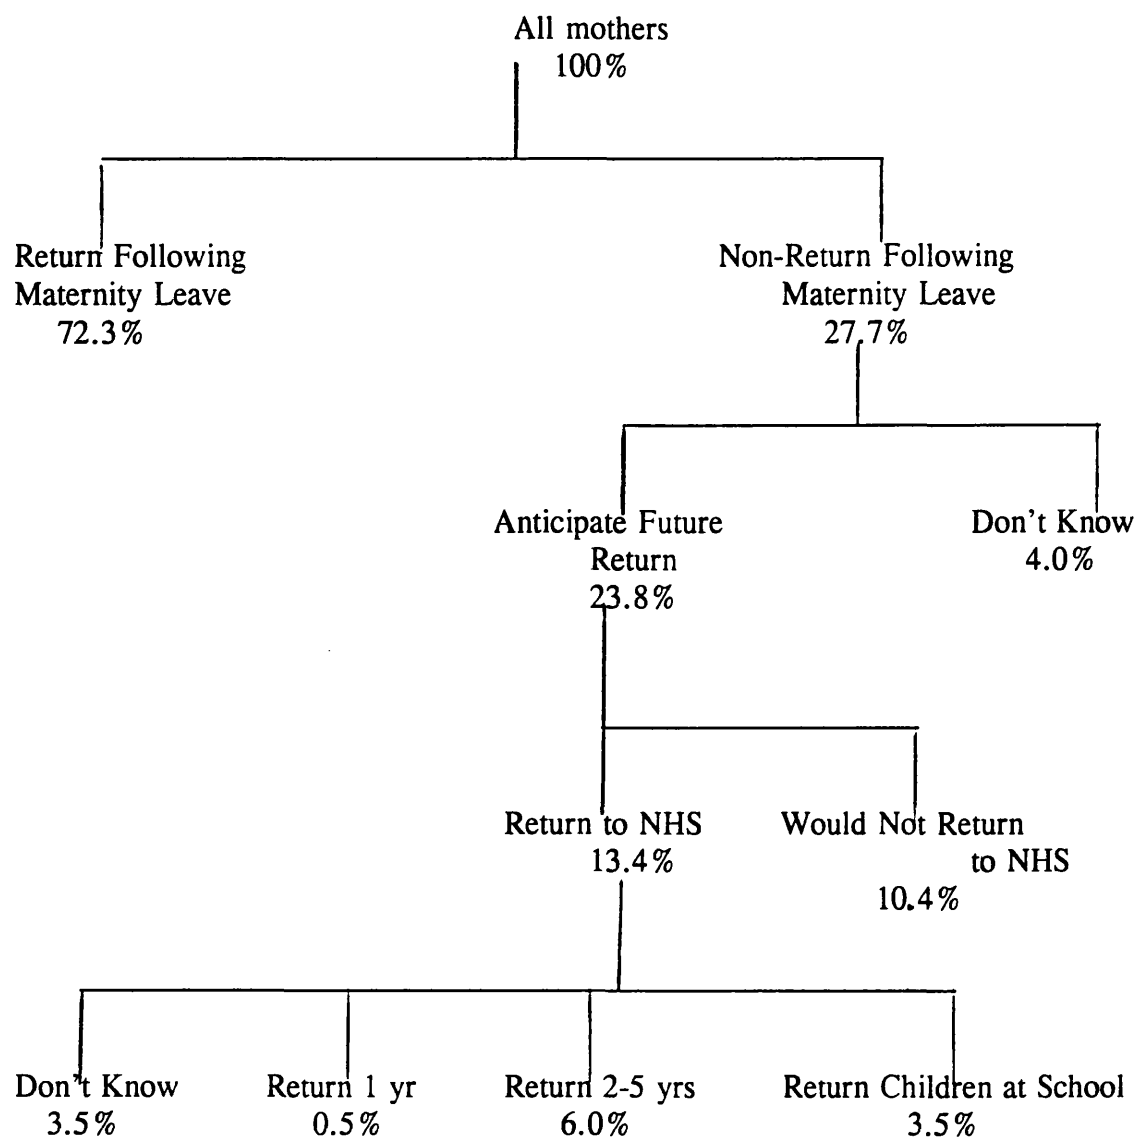 All mothers
100%
Return Following
Maternity Leave
72.3%
Non-Return Following
Maternity Leave
27.7%
Anticipate Future
Return
23.8%
Don't Know
4.0%
Return to NHS
13.4%
Would Not Return
to NHS
10.4%
Don't Know
3.5%
Return 1 yr
0.5%
Return 2-5 yrs
6.0%
Return Children at School
3.5%